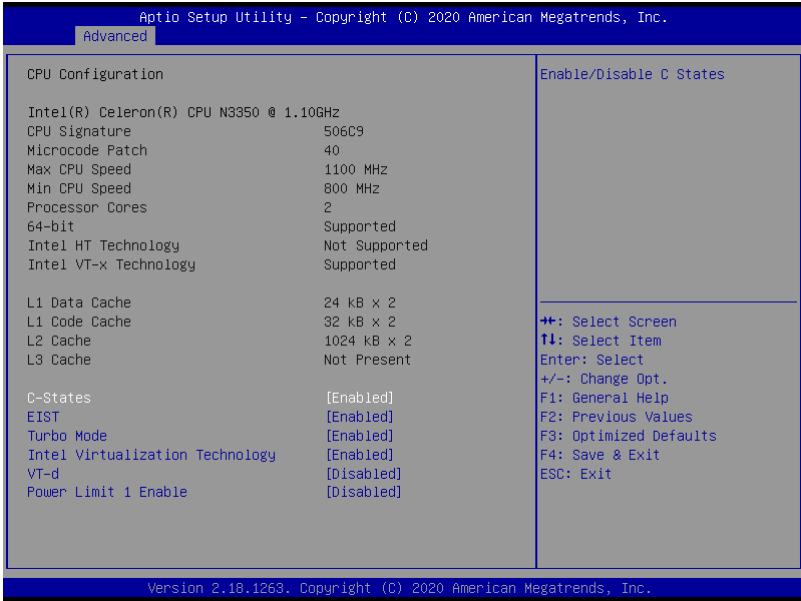 Aptio Setup Utility – Copyright (C) 2020 American Megatrends, Inc.
Advanced
CPU Configuration
Intel(R) Celeron(R) CPU N3350 @ 1.10GHz
CPU Signature 506C9
Microcode Patch 40
Max CPU Speed 1100 MHz
Min CPU Speed 800 MHz
Processor Cores 2
64-bit Supported
Intel HT Technology Not Supported
Intel VT-x Technology Supported
L1 Data Cache 24 kB x 2
L1 Code Cache 32 kB x 2
L2 Cache 1024 kB x 2
L3 Cache Not Present
C-States [Enabled]
EIST [Enabled]
Turbo Mode [Enabled]
Intel Virtualization Technology [Enabled]
VT-d [Disabled]
Power Limit 1 Enable [Disabled]
Enable/Disable C States
→←: Select Screen
↑↓: Select Item
Enter: Select
+/-: Change Opt.
F1: General Help
F2: Previous Values
F3: Optimized Defaults
F4: Save & Exit
ESC: Exit
Version 2.18.1263. Copyright (C) 2020 American Megatrends, Inc.